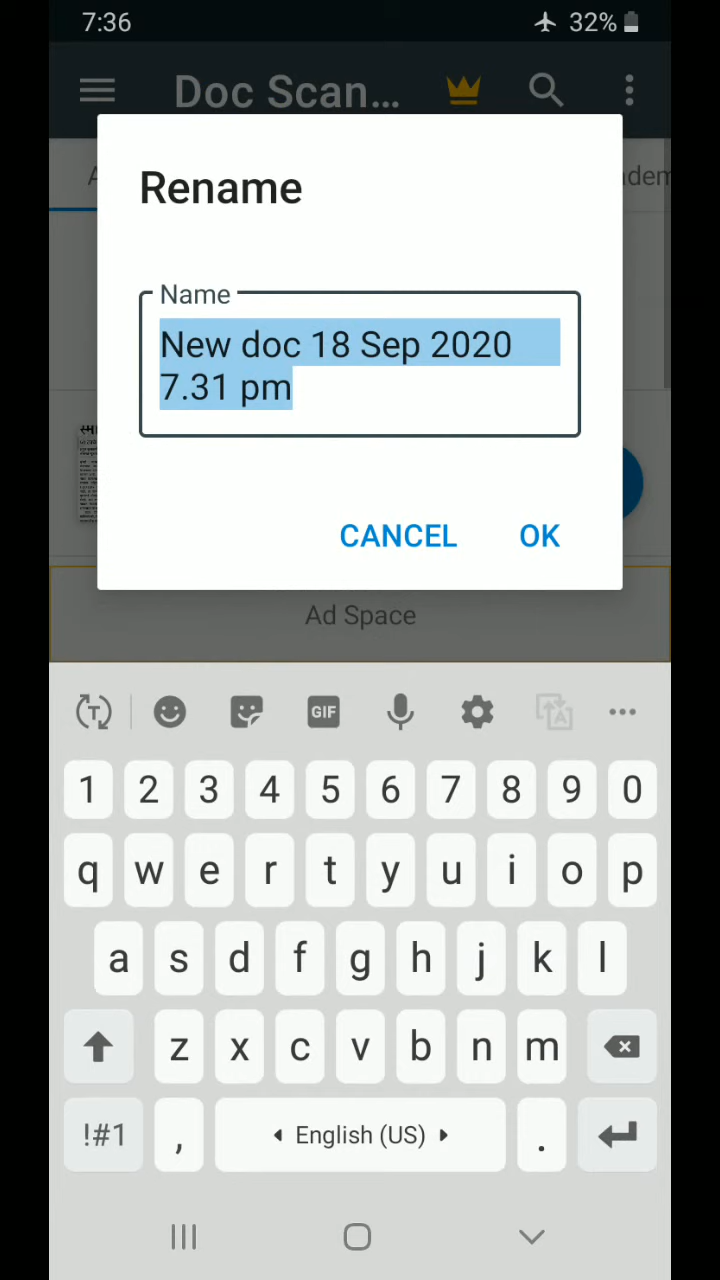 7:36 32%
Doc Scan...
Rename
Name
New doc 18 Sep 2020
7.31 pm
CANCEL OK
Ad Space
T GIF A
1 2 3 4 5 6 7 8 9 0
q w e r t y u i o p
a s d f g h j k l
z x c v b n m
!#1 , English (US) .